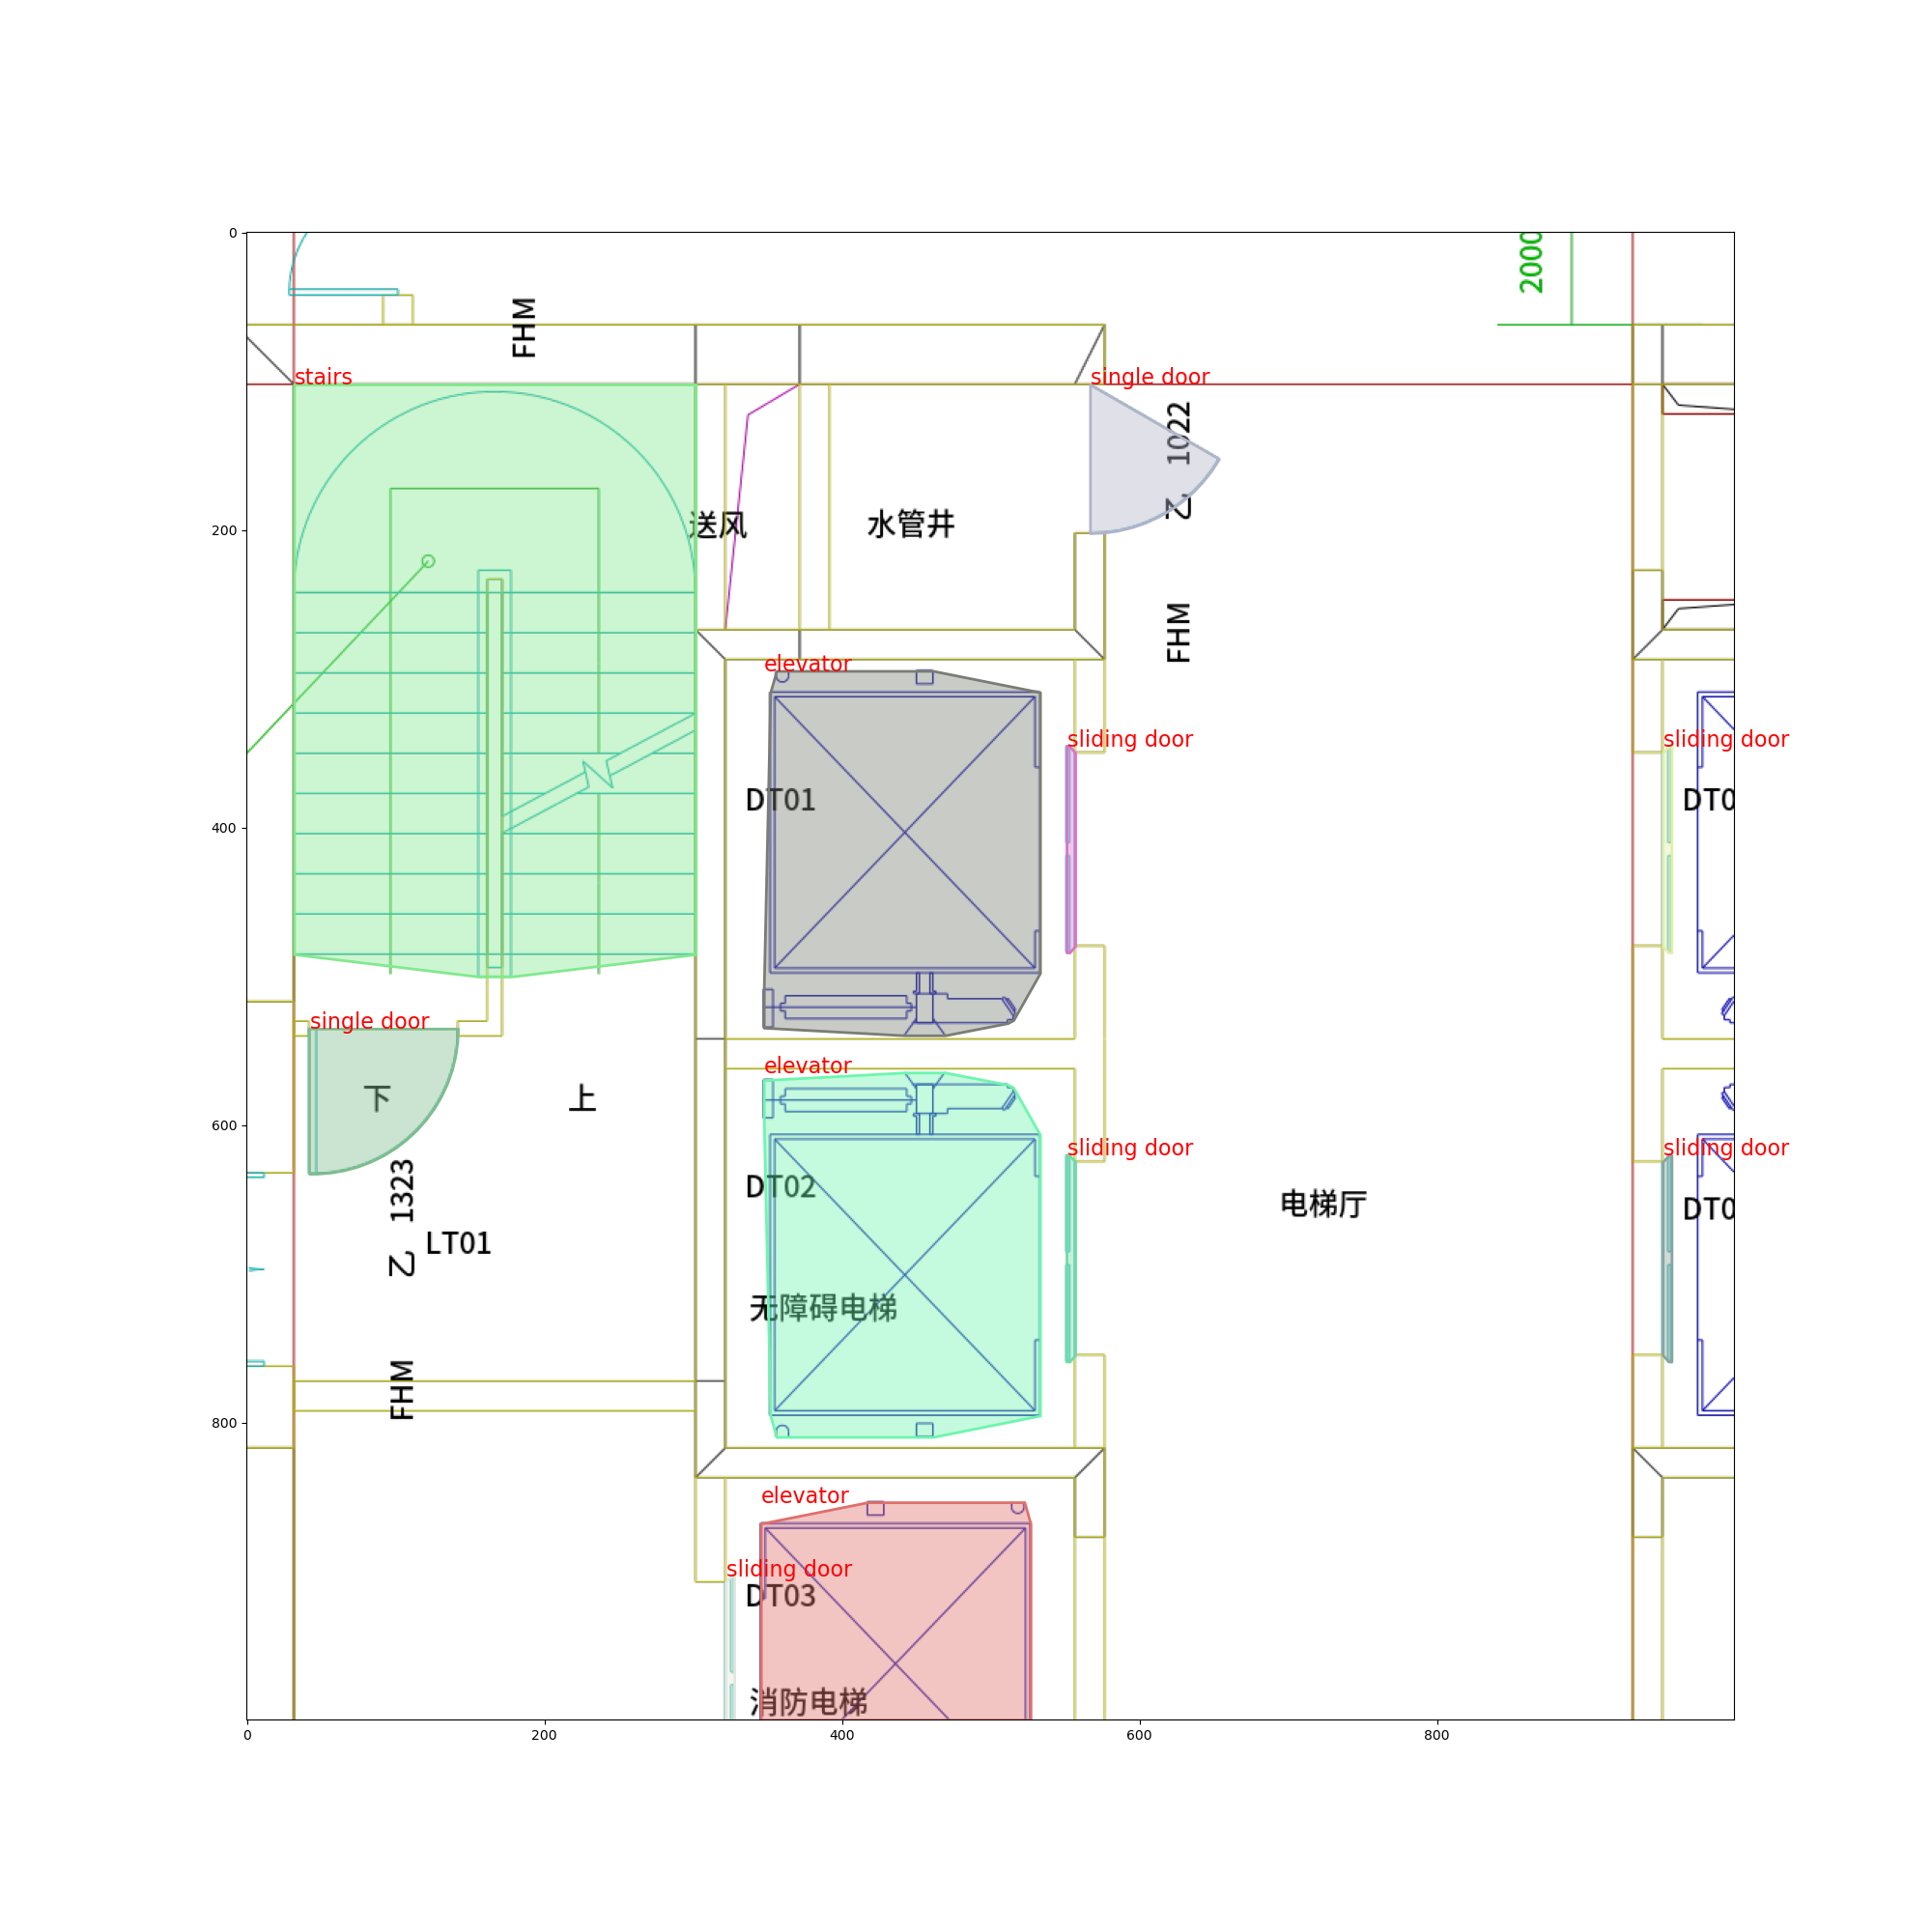 0
200
400
600
800
0
200
400
600
800
2000
FHM
stairs
single door
乙 1022
送风
水管井
FHM
elevator
sliding door
sliding door
DT01
DT0
single door
下
上
elevator
sliding door
sliding door
DT02
DT0
乙 1323
LT01
电梯厅
无障碍电梯
FHM
elevator
sliding door
DT03
消防电梯